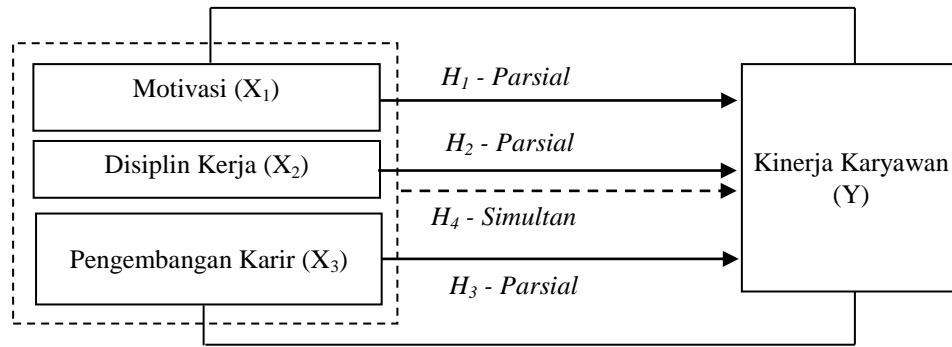 Motivasi (X₁)
H₁ - Parsial
Disiplin Kerja (X₂)
H₂ - Parsial
Kinerja Karyawan
(Y)
H₄ - Simultan
Pengembangan Karir (X₃)
H₃ - Parsial